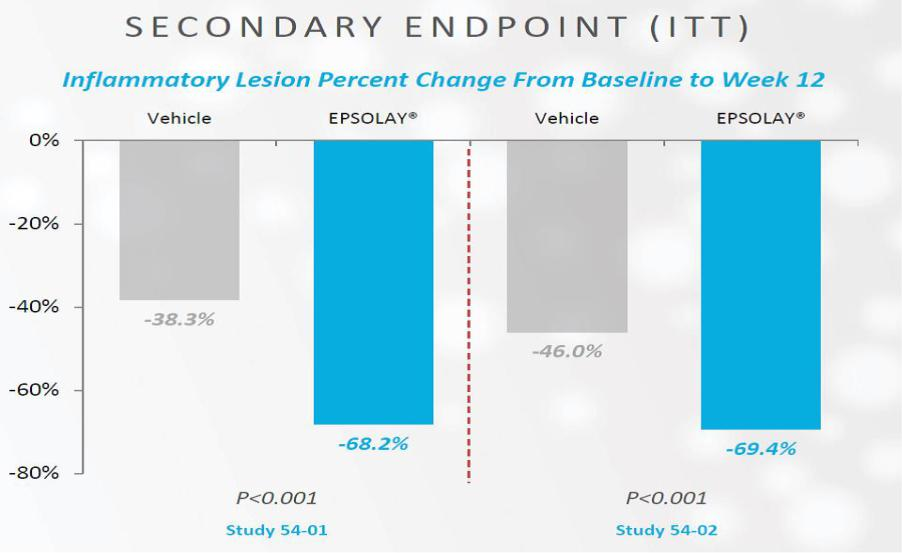 SECONDARY ENDPOINT (ITT)
Inflammatory Lesion Percent Change From Baseline to Week 12
Vehicle EPSOLAY® Vehicle EPSOLAY®
0%
-20%
-40%
-60%
-80%
-38.3%
-68.2%
-46.0%
-69.4%
P<0.001 P<0.001
Study 54-01 Study 54-02